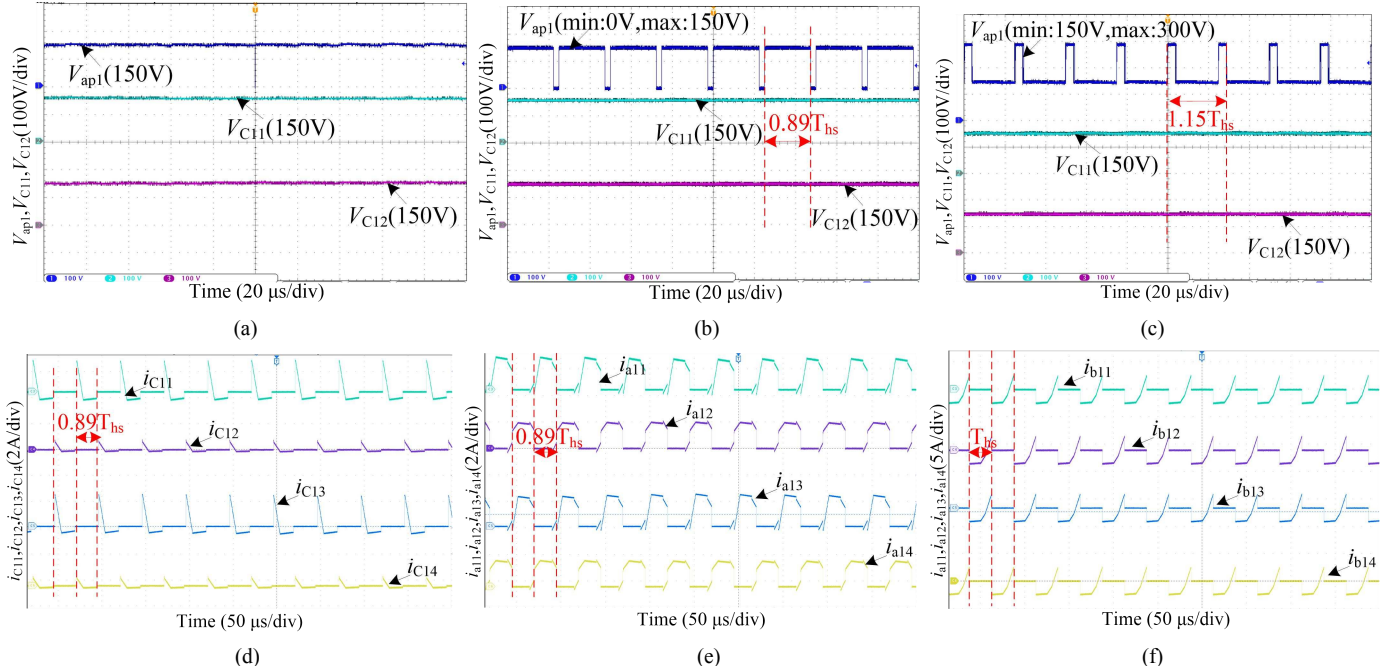 V_ap1,V_C11,V_C12(100V/div)
V_ap1(150V)
V_C11(150V)
V_C12(150V)
1 100 V 2 100 V 3 100 V
Time (20 μs/div)
(a)
V_ap1,V_C11,V_C12(100V/div)
V_ap1(min:0V,max:150V)
V_C11(150V)
0.89T_hs
V_C12(150V)
1 100 V 2 100 V 3 100 V
Time (20 μs/div)
(b)
V_ap1,V_C11,V_C12(100V/div)
V_ap1(min:150V,max:300V)
1.15T_hs
V_C11(150V)
V_C12(150V)
1 100 V 2 100 V 3 100 V
Time (20 μs/div)
(c)
i_C11,i_C12,i_C13,i_C14(2A/div)
i_C11
0.89T_hs
i_C12
i_C13
i_C14
Time (50 μs/div)
(d)
i_a11,i_a12,i_a13,i_a14(2A/div)
i_a11
i_a12
0.89T_hs
i_a13
i_a14
Time (50 μs/div)
(e)
i_a11,i_a12,i_a13,i_a14(5A/div)
i_b11
i_b12
T_hs
i_b13
i_b14
Time (50 μs/div)
(f)